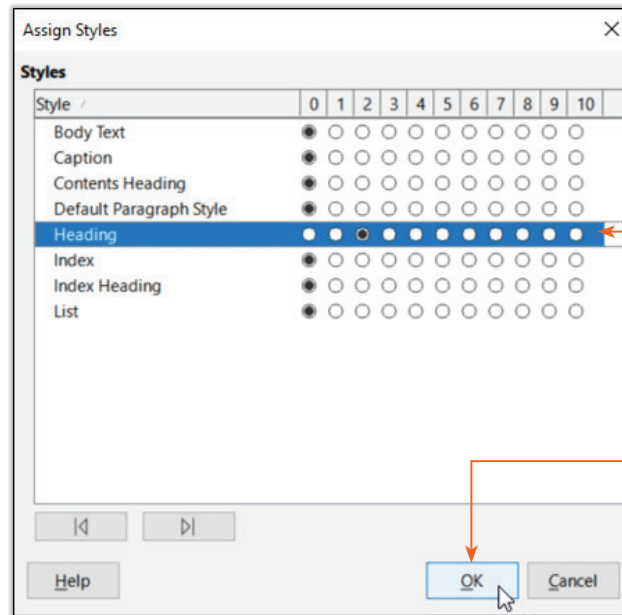 Assign Styles
Styles
Style 0 1 2 3 4 5 6 7 8 9 10
Body Text
Caption
Contents Heading
Default Paragraph Style
Heading
Index
Index Heading
List
Help OK Cancel